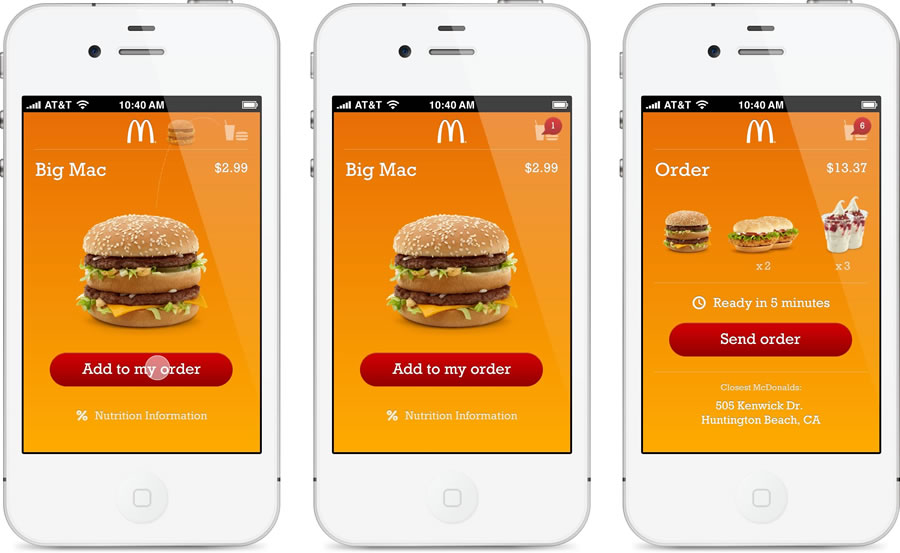 AT&T 10:40 AM
Big Mac $2.99
Add to my order
% Nutrition Information
AT&T 10:40 AM
1
Big Mac $2.99
Add to my order
% Nutrition Information
AT&T 10:40 AM
6
Order $13.37
x 2 x 3
Ready in 5 minutes
Send order
Closest McDonalds:
505 Kenwick Dr.
Huntington Beach, CA